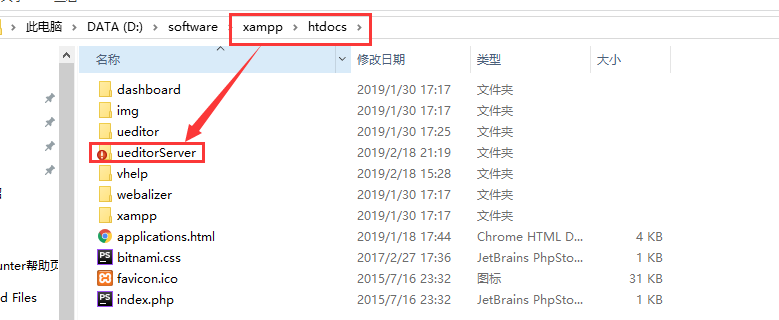 此电脑 > DATA (D:) > software > xampp > htdocs >
名称 修改日期 类型 大小
dashboard 2019/1/30 17:17 文件夹
img 2019/1/30 17:17 文件夹
ueditor 2019/1/30 17:25 文件夹
ueditorServer 2019/2/18 21:19 文件夹
vhelp 2019/2/18 15:28 文件夹
webalizer 2019/1/30 17:17 文件夹
xampp 2019/1/30 17:17 文件夹
applications.html 2019/1/18 17:44 Chrome HTML D... 4 KB
bitnami.css 2017/2/27 17:36 JetBrains PhpSto... 1 KB
unter帮助页 favicon.ico 2015/7/16 23:32 图标 31 KB
d Files index.php 2015/7/16 23:32 JetBrains PhpSto... 1 KB